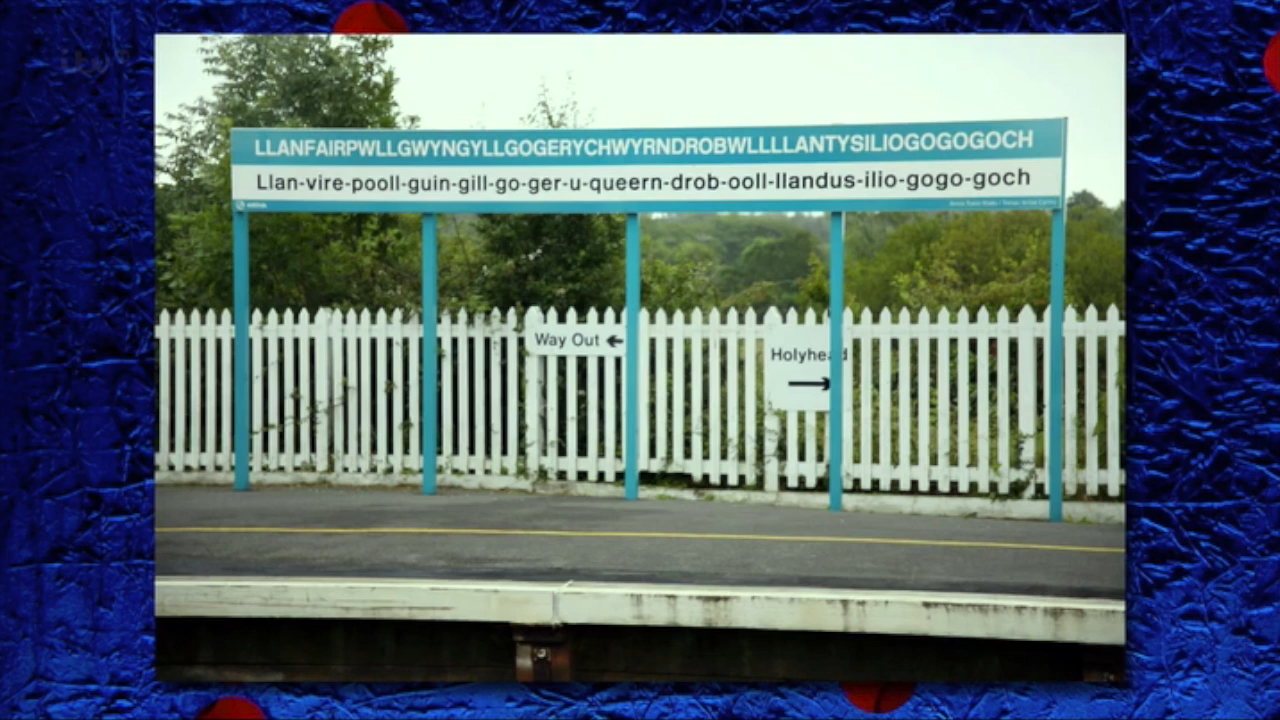 LLANFAIRPWLLGWYNGYLLGOGERYCHWYRNDROBWLLLLANTYSILIOGOGOGOCH
Llan-vire-pooll-guin-gill-go-ger-u-queern-drob-ooll-llandus-ilio-gogo-goch
Way Out
Holyhead